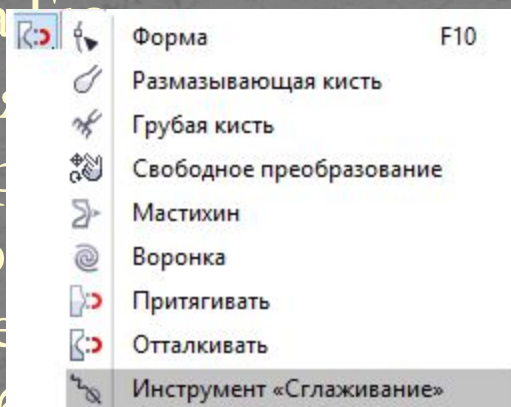 Форма F10
Размазывающая кисть
Грубая кисть
Свободное преобразование
Мастихин
Воронка
Притягивать
Отталкивать
Инструмент «Сглаживание»